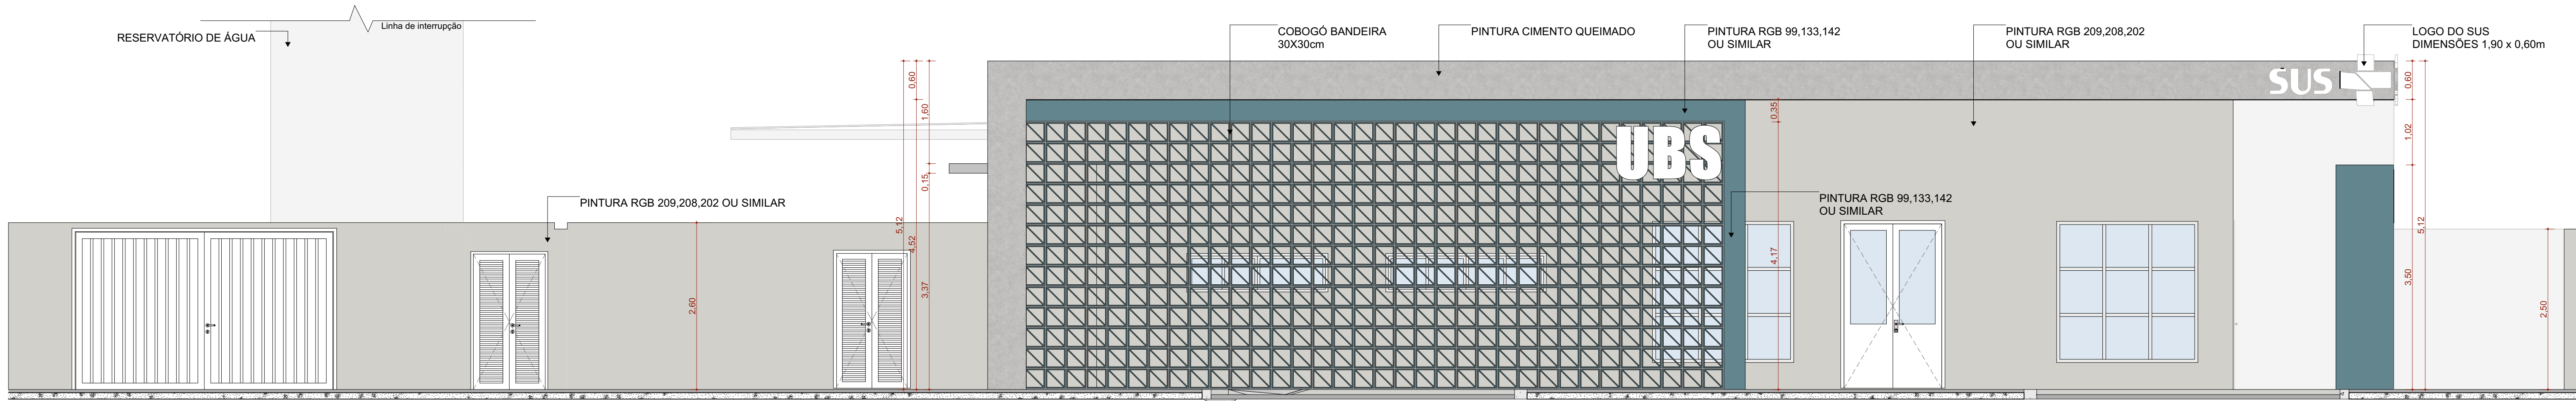 Linha de interrupção
RESERVATÓRIO DE ÁGUA
COBOGÓ BANDEIRA
30X30cm
PINTURA CIMENTO QUEIMADO
PINTURA RGB 99,133,142
OU SIMILAR
PINTURA RGB 209,208,202
OU SIMILAR
LOGO DO SUS
DIMENSÕES 1,90 x 0,60m
SUS
UBS
PINTURA RGB 209,208,202 OU SIMILAR
PINTURA RGB 99,133,142
OU SIMILAR
2,60
5,12
0,60
4,52
1,60
0,15
3,37
0,35
4,17
0,60
1,02
3,50
5,12
2,50